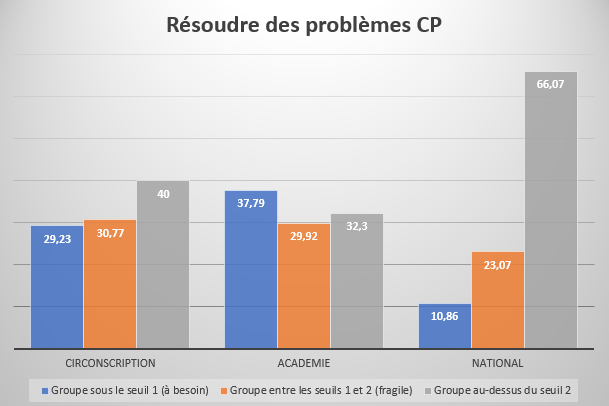 Résoudre des problèmes CP
29,23 30,77 40
37,79 29,92 32,3
10,86 23,07 66,07
CIRCONSCRIPTION ACADEMIE NATIONAL
Groupe sous le seuil 1 (à besoin) Groupe entre les seuils 1 et 2 (fragile) Groupe au-dessus du seuil 2